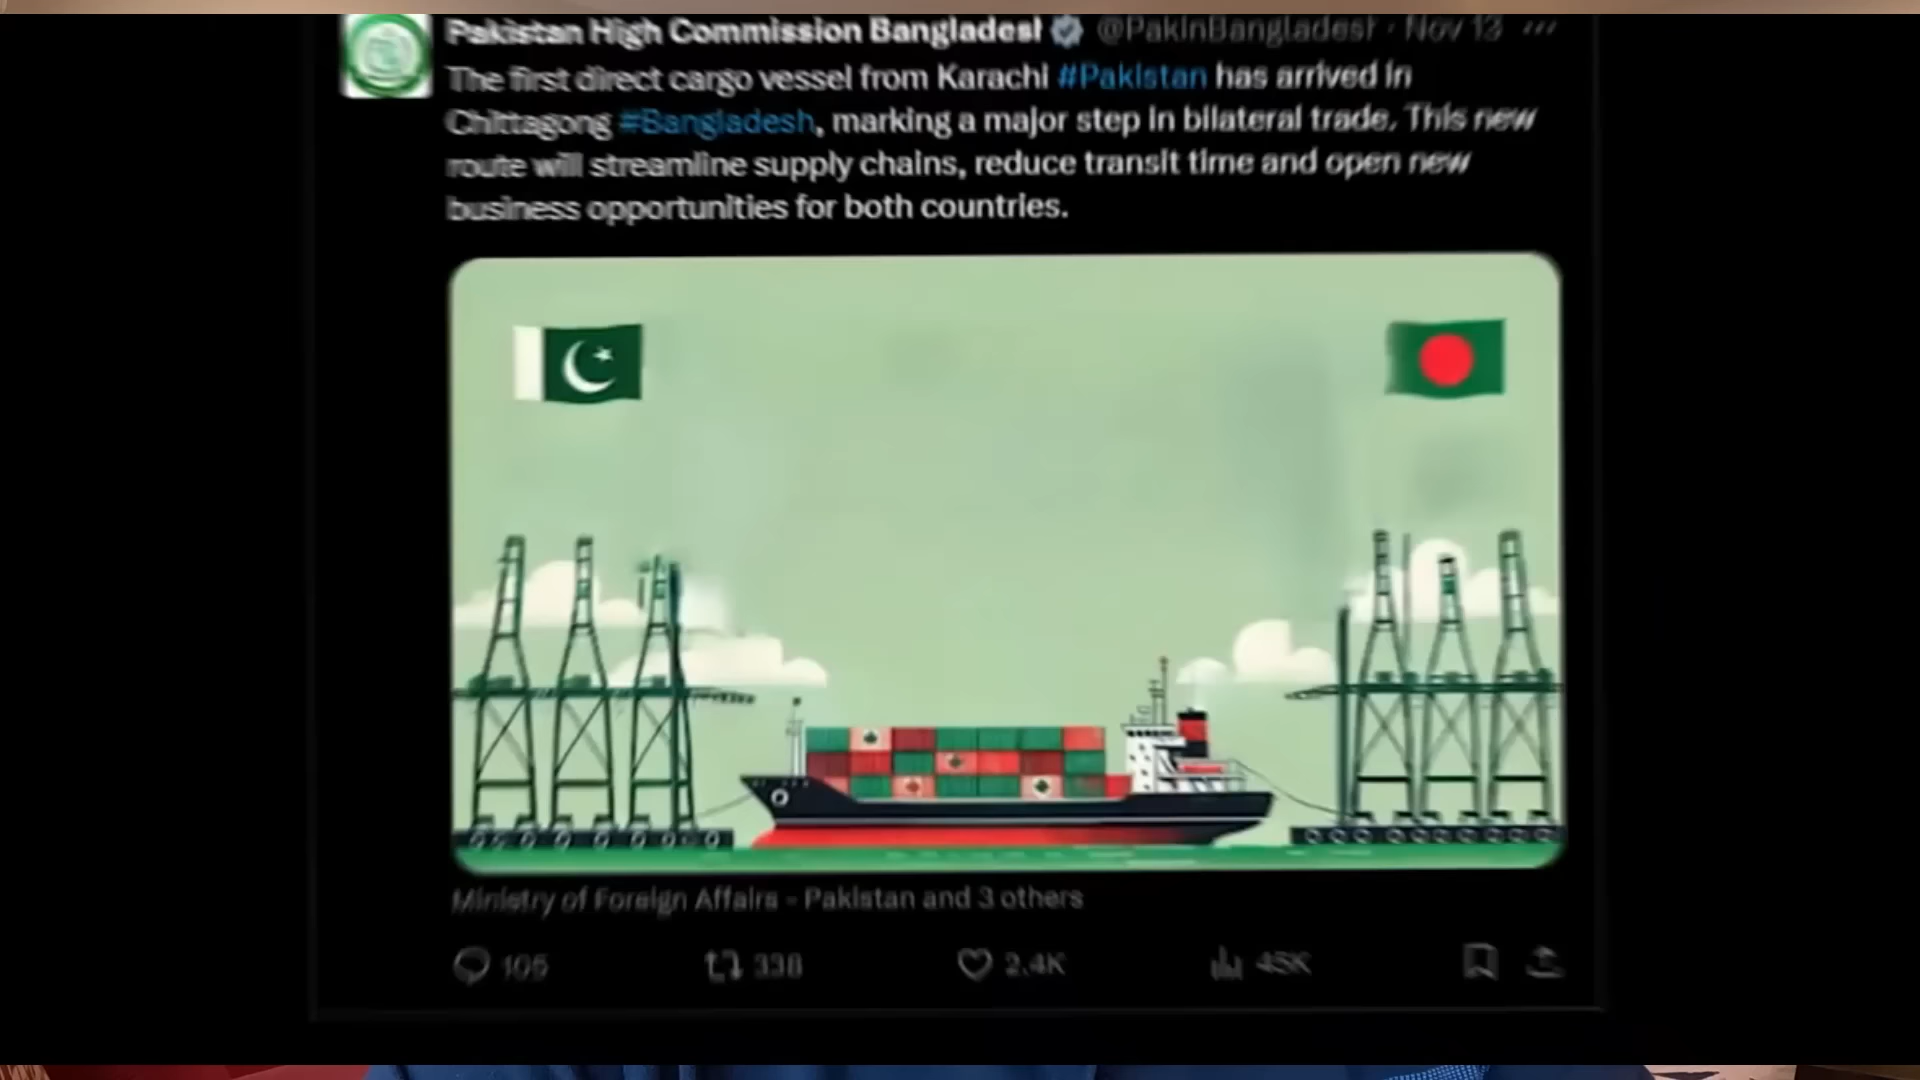 Pakistan High Commission Bangladesh @PakInBangladesh · Nov 13 ...
The first direct cargo vessel from Karachi #Pakistan has arrived in
Chittagong #Bangladesh, marking a major step in bilateral trade. This new
route will streamline supply chains, reduce transit time and open new
business opportunities for both countries.
Ministry of Foreign Affairs - Pakistan and 3 others
105 338 2.4K 45K